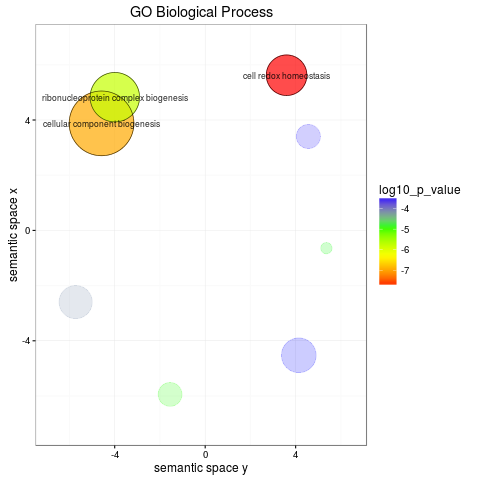 GO Biological Process
cell redox homeostasis
ribonucleoprotein complex biogenesis
cellular component biogenesis
4
0
-4
semantic space x
-4
0
4
semantic space y
log10_p_value
-4
-5
-6
-7